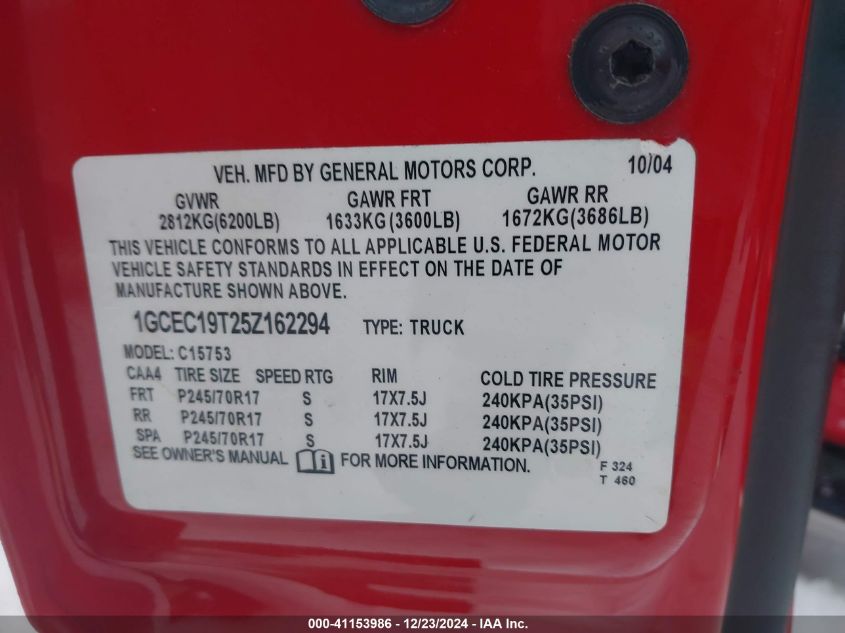 VEH. MFD BY GENERAL MOTORS CORP. 10/04
GVWR GAWR FRT GAWR RR
2812KG(6200LB) 1633KG(3600LB) 1672KG(3686LB)
THIS VEHICLE CONFORMS TO ALL APPLICABLE U.S. FEDERAL MOTOR
VEHICLE SAFETY STANDARDS IN EFFECT ON THE DATE OF
MANUFACTURE SHOWN ABOVE.
1GCEC19T25Z162294 TYPE: TRUCK
MODEL: C15753
CAA4 TIRE SIZE SPEED RTG RIM COLD TIRE PRESSURE
FRT P245/70R17 S 17X7.5J 240KPA(35PSI)
RR P245/70R17 S 17X7.5J 240KPA(35PSI)
SPA P245/70R17 S 17X7.5J 240KPA(35PSI)
SEE OWNER'S MANUAL i FOR MORE INFORMATION.
F 324
T 460
000-41153986 - 12/23/2024 - IAA Inc.